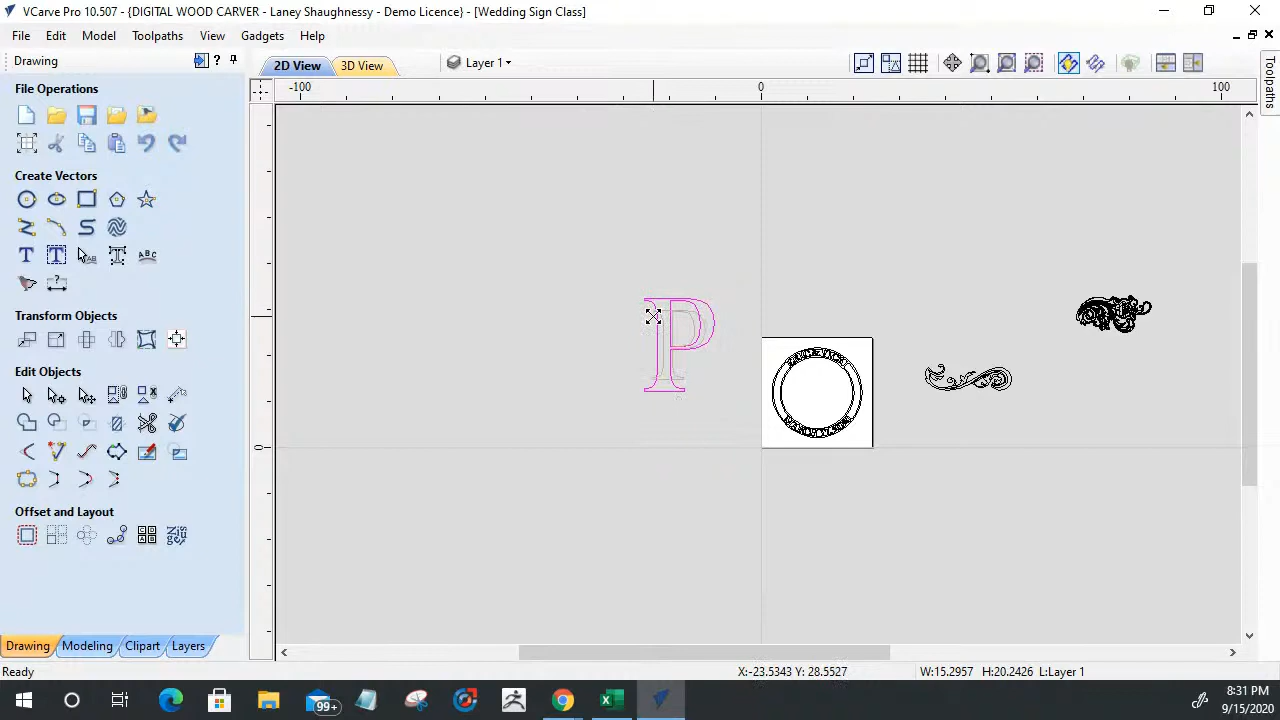 VCarve Pro 10.507 - {DIGITAL WOOD CARVER - Laney Shaughnessy - Demo Licence} - [Wedding Sign Class]
File Edit Model Toolpaths View Gadgets Help
Drawing
2D View 3D View Layer 1
Toolpaths
-100 0 100
File Operations
Create Vectors
T T T ABC
Transform Objects
P
Edit Objects
0
Offset and Layout
Drawing Modeling Clipart Layers
Ready X:-23.5343 Y: 28.5527 W:15.2957 H:20.2426 L:Layer 1
99+
8:31 PM
9/15/2020